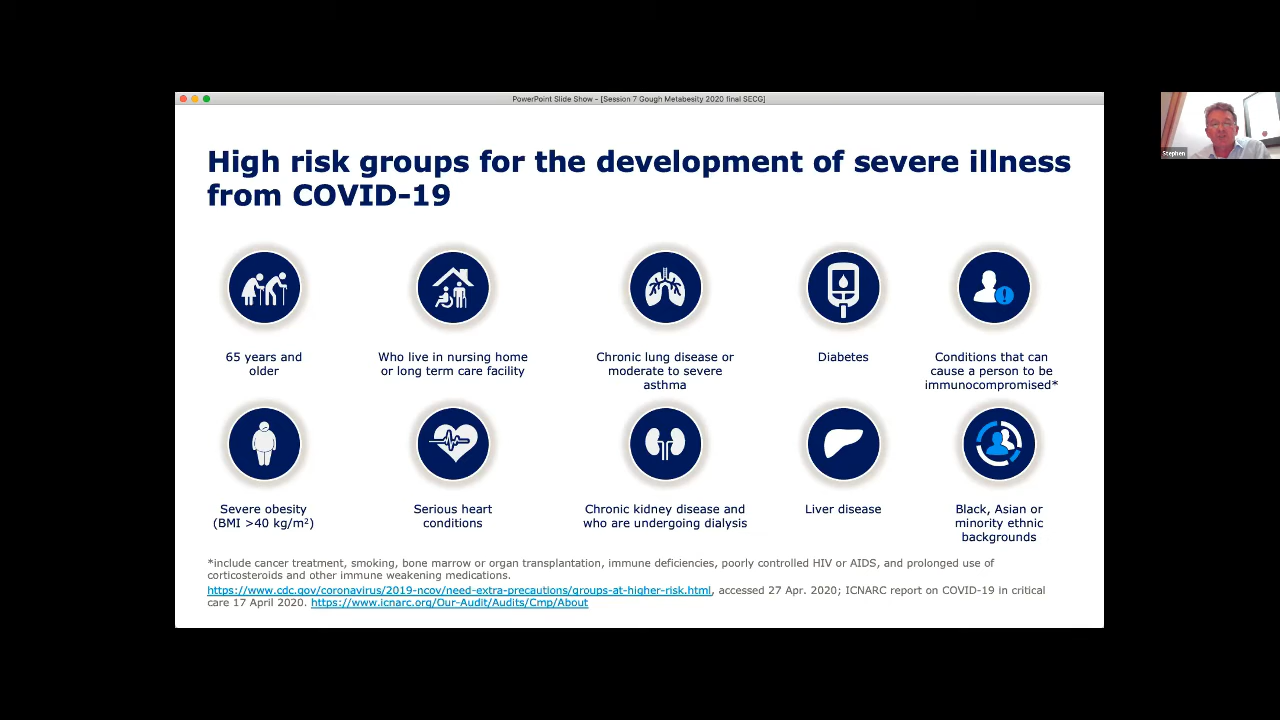 PowerPoint Slide Show - [Session 7 Gough Metabesity 2020 final SECG]
Stephen
High risk groups for the development of severe illness
from COVID-19
65 years and
older
Who live in nursing home
or long term care facility
Chronic lung disease or
moderate to severe
asthma
Diabetes
Conditions that can
cause a person to be
immunocompromised*
Severe obesity
(BMI >40 kg/m²)
Serious heart
conditions
Chronic kidney disease and
who are undergoing dialysis
Liver disease
Black, Asian or
minority ethnic
backgrounds
*include cancer treatment, smoking, bone marrow or organ transplantation, immune deficiencies, poorly controlled HIV or AIDS, and prolonged use of
corticosteroids and other immune weakening medications.
https://www.cdc.gov/coronavirus/2019-ncov/need-extra-precautions/groups-at-higher-risk.html, accessed 27 Apr. 2020; ICNARC report on COVID-19 in critical
care 17 April 2020. https://www.icnarc.org/Our-Audit/Audits/Cmp/About